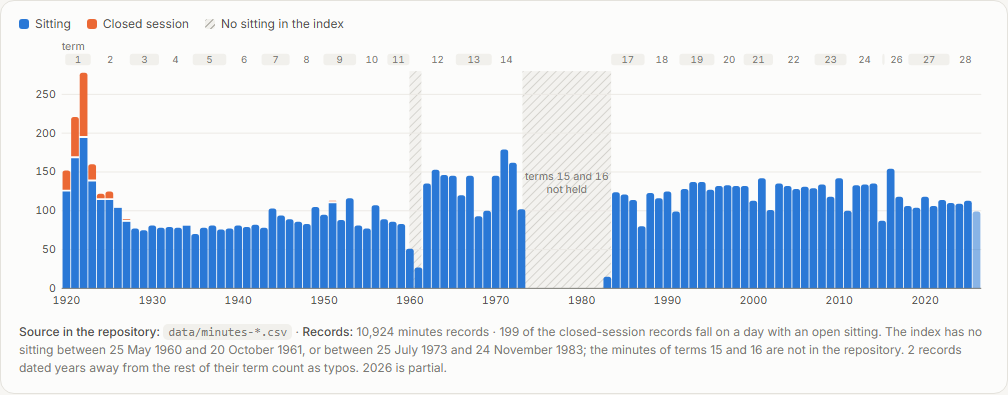 Sitting Closed session No sitting in the index
term
1 2 3 4 5 6 7 8 9 10 11 12 13 14 17 18 19 20 21 22 23 24 26 27 28
250
200
150
terms 15 and 16
not held
100
50
0
1920 1930 1940 1950 1960 1970 1980 1990 2000 2010 2020
Source in the repository: data/minutes-*.csv · Records: 10,924 minutes records · 199 of the closed-session records fall on a day with an open sitting. The index has no
sitting between 25 May 1960 and 20 October 1961, or between 25 July 1973 and 24 November 1983; the minutes of terms 15 and 16 are not in the repository. 2 records
dated years away from the rest of their term count as typos. 2026 is partial.